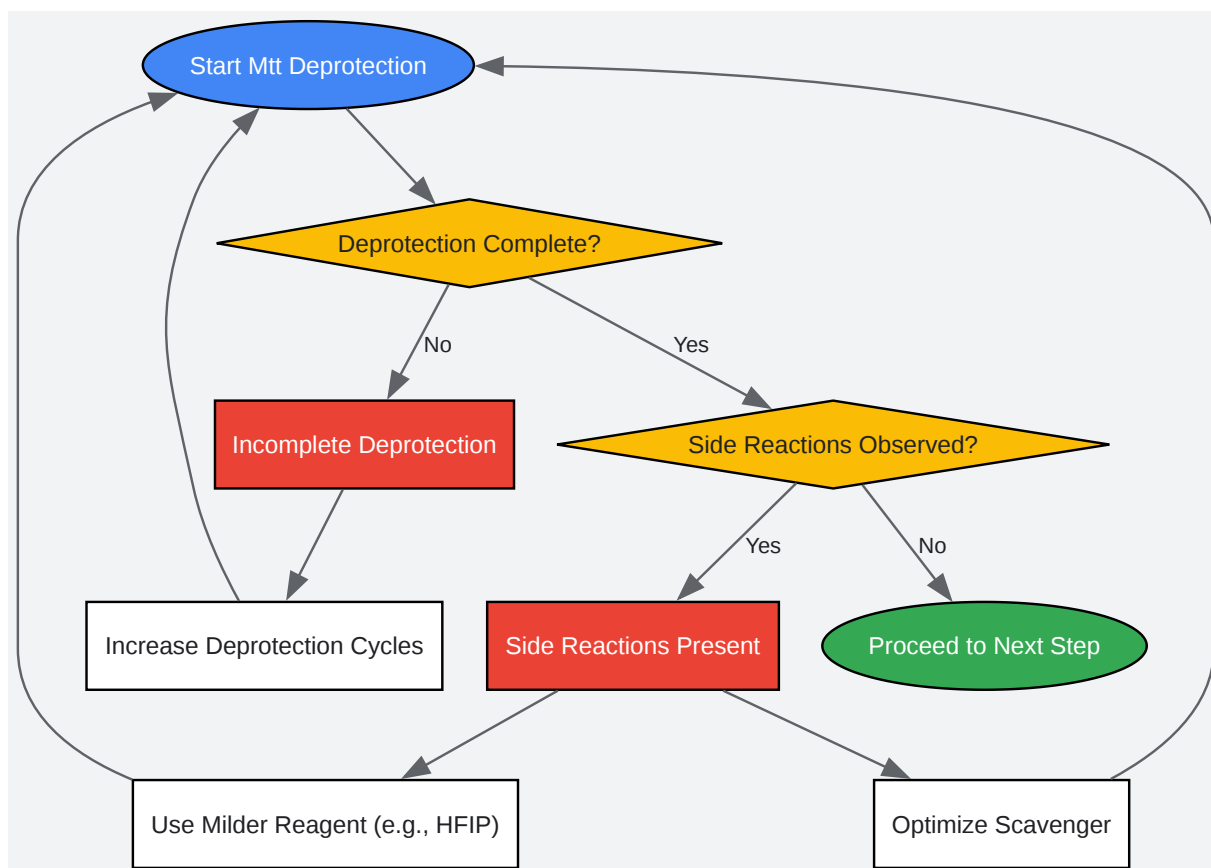 Start Mtt Deprotection
Deprotection Complete?
No
Yes
Incomplete Deprotection
Side Reactions Observed?
Yes
No
Increase Deprotection Cycles
Side Reactions Present
Proceed to Next Step
Use Milder Reagent (e.g., HFIP)
Optimize Scavenger